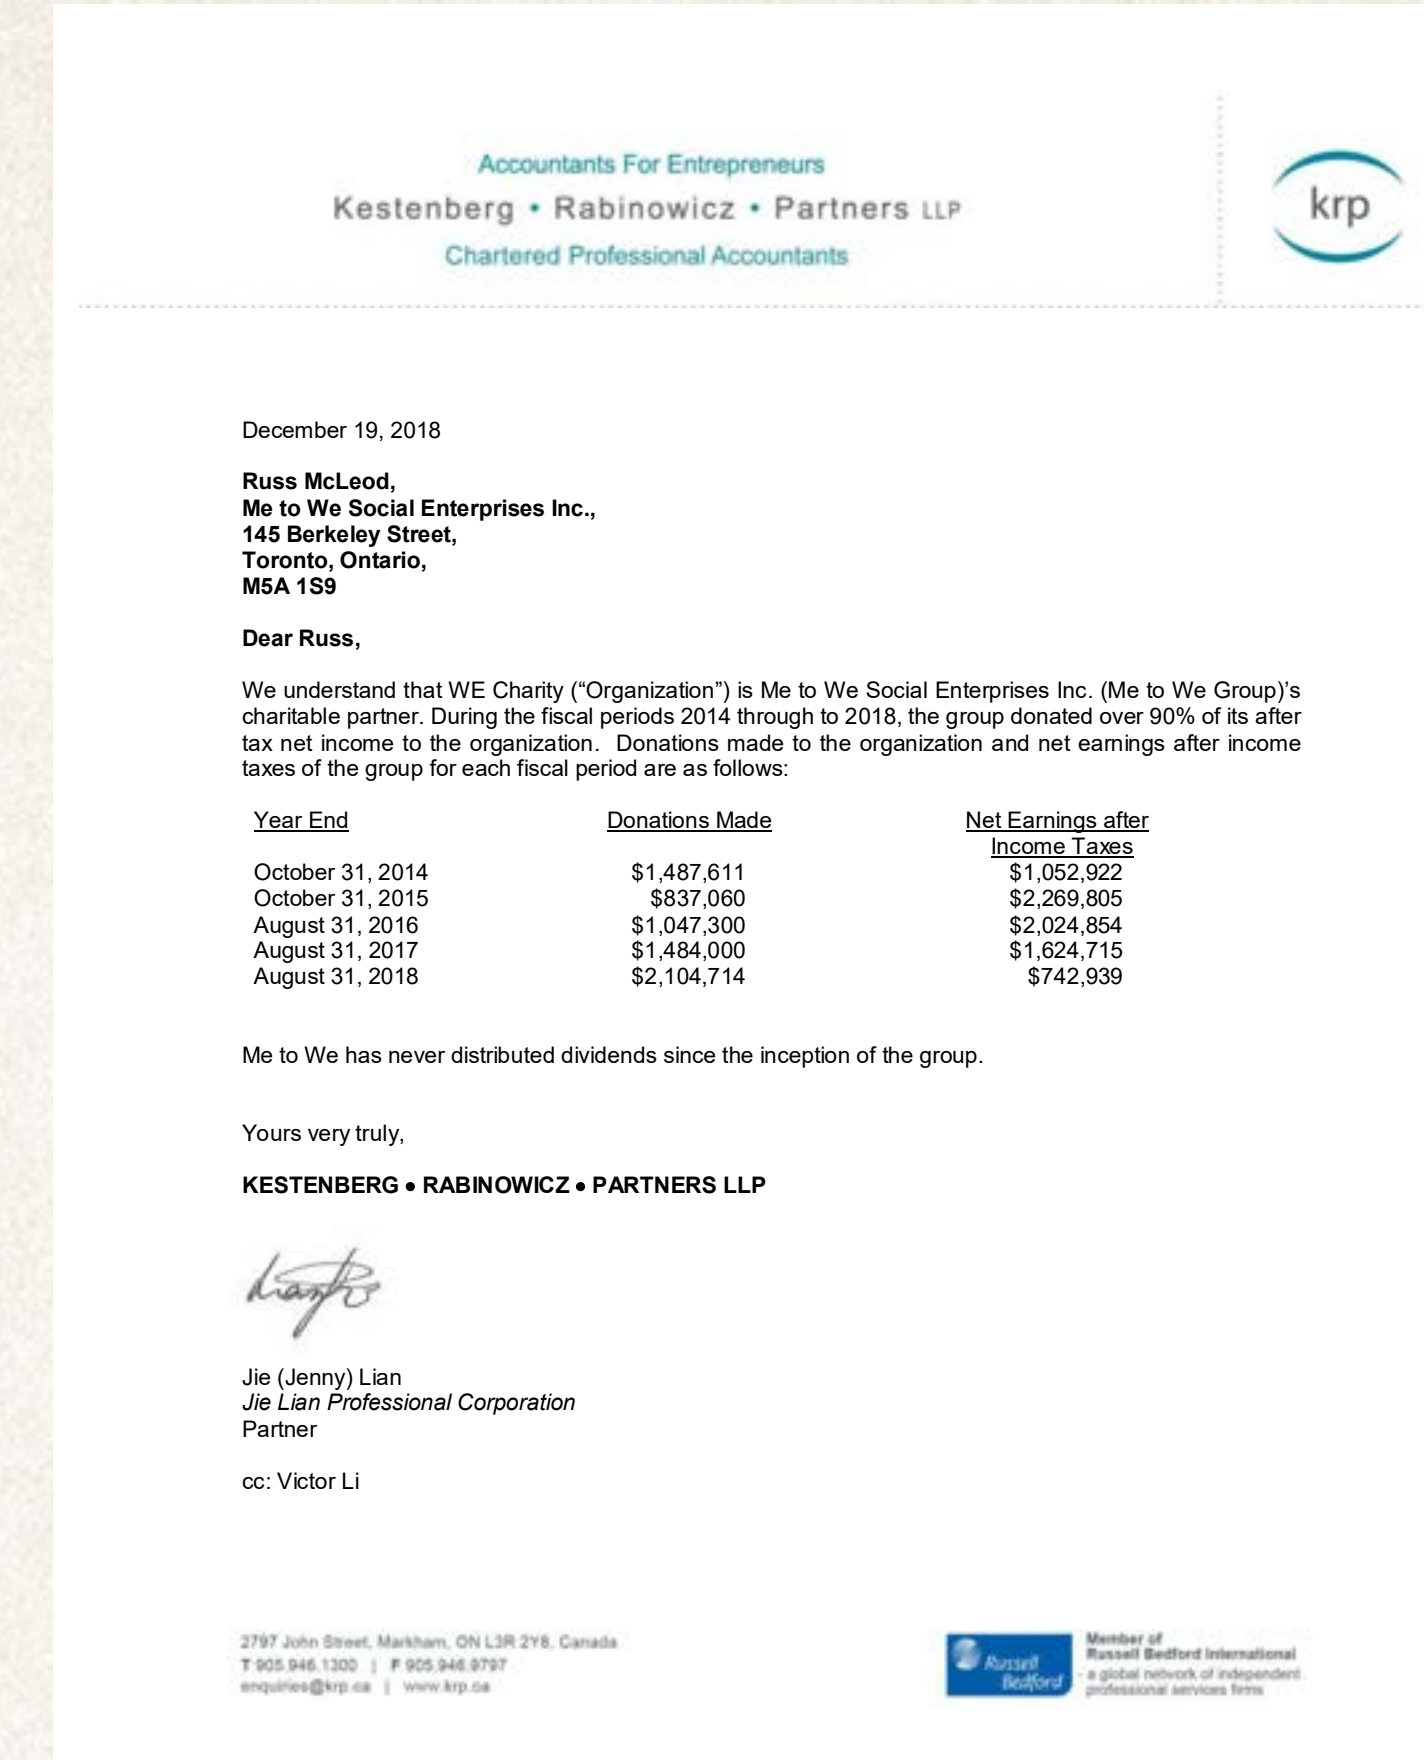 Accountants For Entrepreneurs
Kestenberg • Rabinowicz • Partners LLP
Chartered Professional Accountants
krp
December 19, 2018
Russ McLeod,
Me to We Social Enterprises Inc.,
145 Berkeley Street,
Toronto, Ontario,
M5A 1S9
Dear Russ,
We understand that WE Charity (“Organization”) is Me to We Social Enterprises Inc. (Me to We Group)’s
charitable partner. During the fiscal periods 2014 through to 2018, the group donated over 90% of its after
tax net income to the organization.  Donations made to the organization and net earnings after income
taxes of the group for each fiscal period are as follows:
Year End Donations Made Net Earnings after
Income Taxes
October 31, 2014 $1,487,611 $1,052,922
October 31, 2015 $837,060 $2,269,805
August 31, 2016 $1,047,300 $2,024,854
August 31, 2017 $1,484,000 $1,624,715
August 31, 2018 $2,104,714 $742,939
Me to We has never distributed dividends since the inception of the group.
Yours very truly,
KESTENBERG • RABINOWICZ • PARTNERS LLP
Jie (Jenny) Lian
Jie Lian Professional Corporation
Partner
cc: Victor Li
2797 John Street, Markham, ON L3R 2Y8, Canada
T 905.946.1300 | F 905.946.9797
enquiries@krp.ca | www.krp.ca
Russell
Bedford
Member of
Russell Bedford International
- a global network of independent
professional services firms